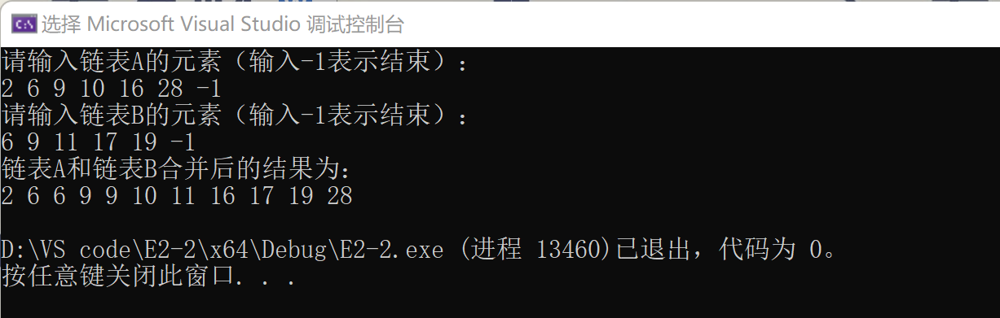 选择 Microsoft Visual Studio 调试控制台
请输入链表A的元素（输入-1表示结束）：
2 6 9 10 16 28 -1
请输入链表B的元素（输入-1表示结束）：
6 9 11 17 19 -1
链表A和链表B合并后的结果为：
2 6 6 9 9 10 11 16 17 19 28
D:\VS code\E2-2\x64\Debug\E2-2.exe (进程 13460)已退出，代码为 0。
按任意键关闭此窗口. . .